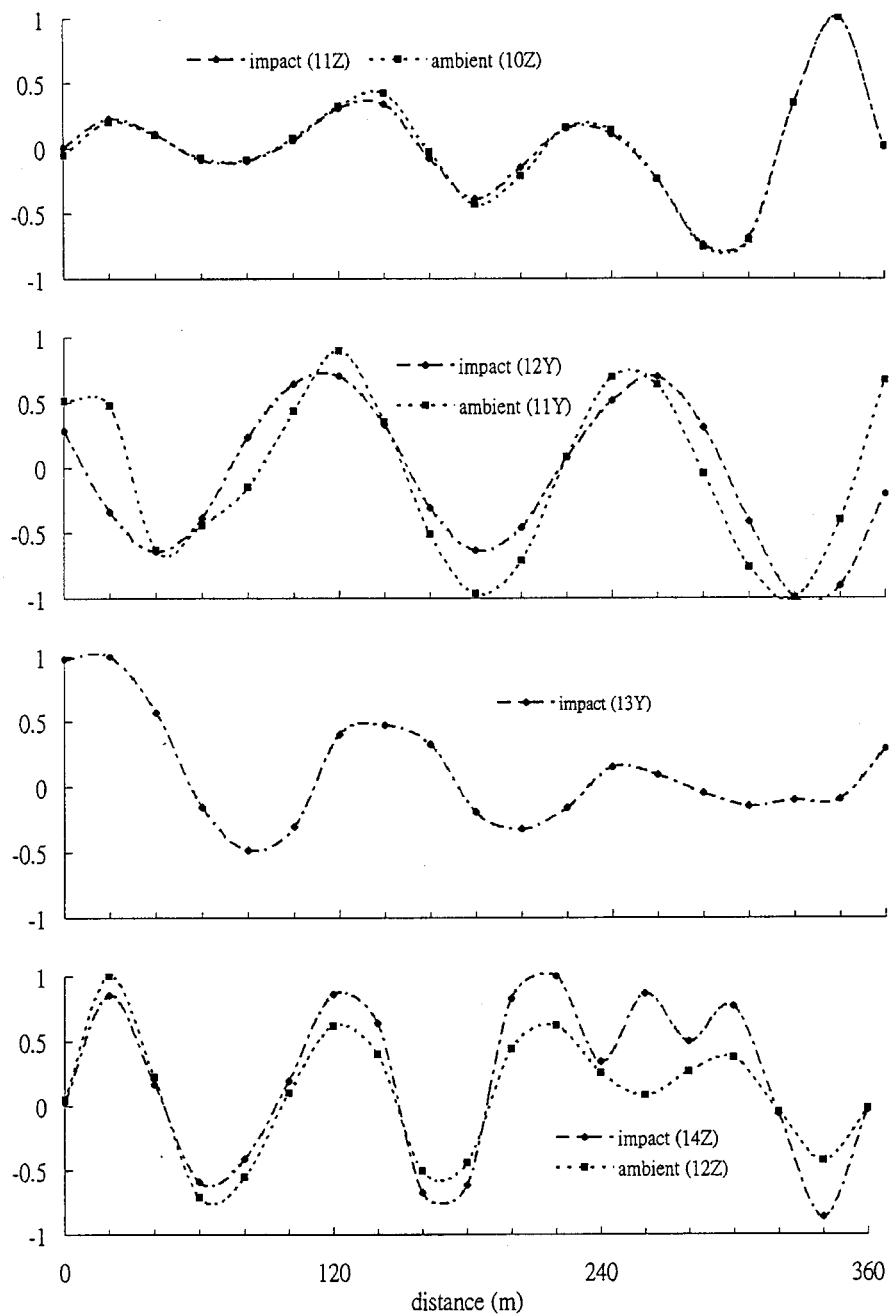 1
impact (11Z) ambient (10Z)
0.5
0
-0.5
-1
1
impact (12Y)
0.5
ambient (11Y)
0
-0.5
-1
1
impact (13Y)
0.5
0
-0.5
-1
1
0.5
0
impact (14Z)
-0.5
ambient (12Z)
-1
0 120 240 360
distance (m)